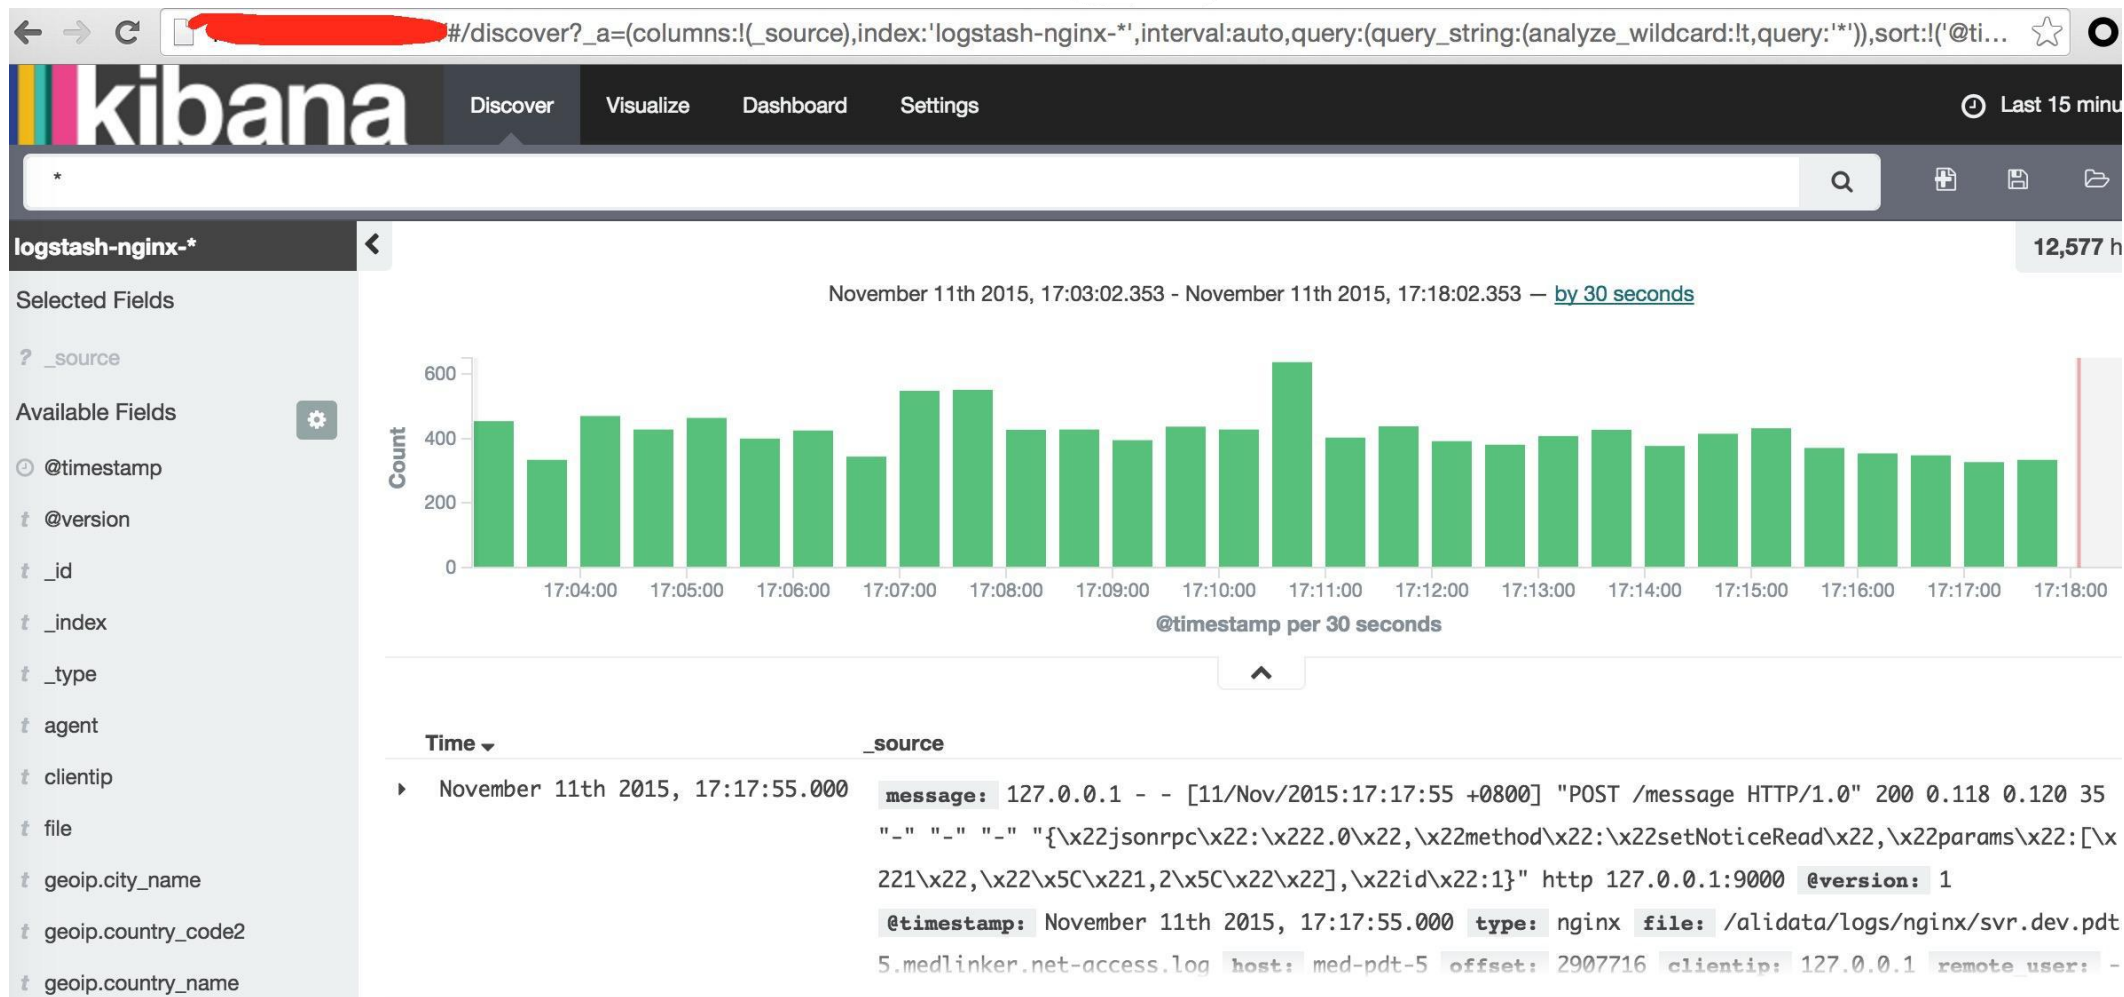 #/discover?_a=(columns:!(_source),index:'logstash-nginx-*',interval:auto,query:(query_string:(analyze_wildcard:!t,query:'*')),sort:!('@ti...
kibana Discover Visualize Dashboard Settings Last 15 minu
*
logstash-nginx-*
12,577 h
Selected Fields
? _source
Available Fields
@timestamp
t @version
t _id
t _index
t _type
t agent
t clientip
t file
t geoip.city_name
t geoip.country_code2
t geoip.country_name
November 11th 2015, 17:03:02.353 - November 11th 2015, 17:18:02.353 — by 30 seconds
Count
600
400
200
0
17:04:00 17:05:00 17:06:00 17:07:00 17:08:00 17:09:00 17:10:00 17:11:00 17:12:00 17:13:00 17:14:00 17:15:00 17:16:00 17:17:00 17:18:00
@timestamp per 30 seconds
Time _source
November 11th 2015, 17:17:55.000 message: 127.0.0.1 - - [11/Nov/2015:17:17:55 +0800] "POST /message HTTP/1.0" 200 0.118 0.120 35
"-" "-" "-" "{\x22jsonrpc\x22:\x222.0\x22,\x22method\x22:\x22setNoticeRead\x22,\x22params\x22:[\x
221\x22,\x22\x5C\x221,2\x5C\x22\x22],\x22id\x22:1}" http 127.0.0.1:9000 @version: 1
@timestamp: November 11th 2015, 17:17:55.000 type: nginx file: /alidata/logs/nginx/svr.dev.pdt
5.medlinker.net-access.log host: med-pdt-5 offset: 2907716 clientip: 127.0.0.1 remote_user: -